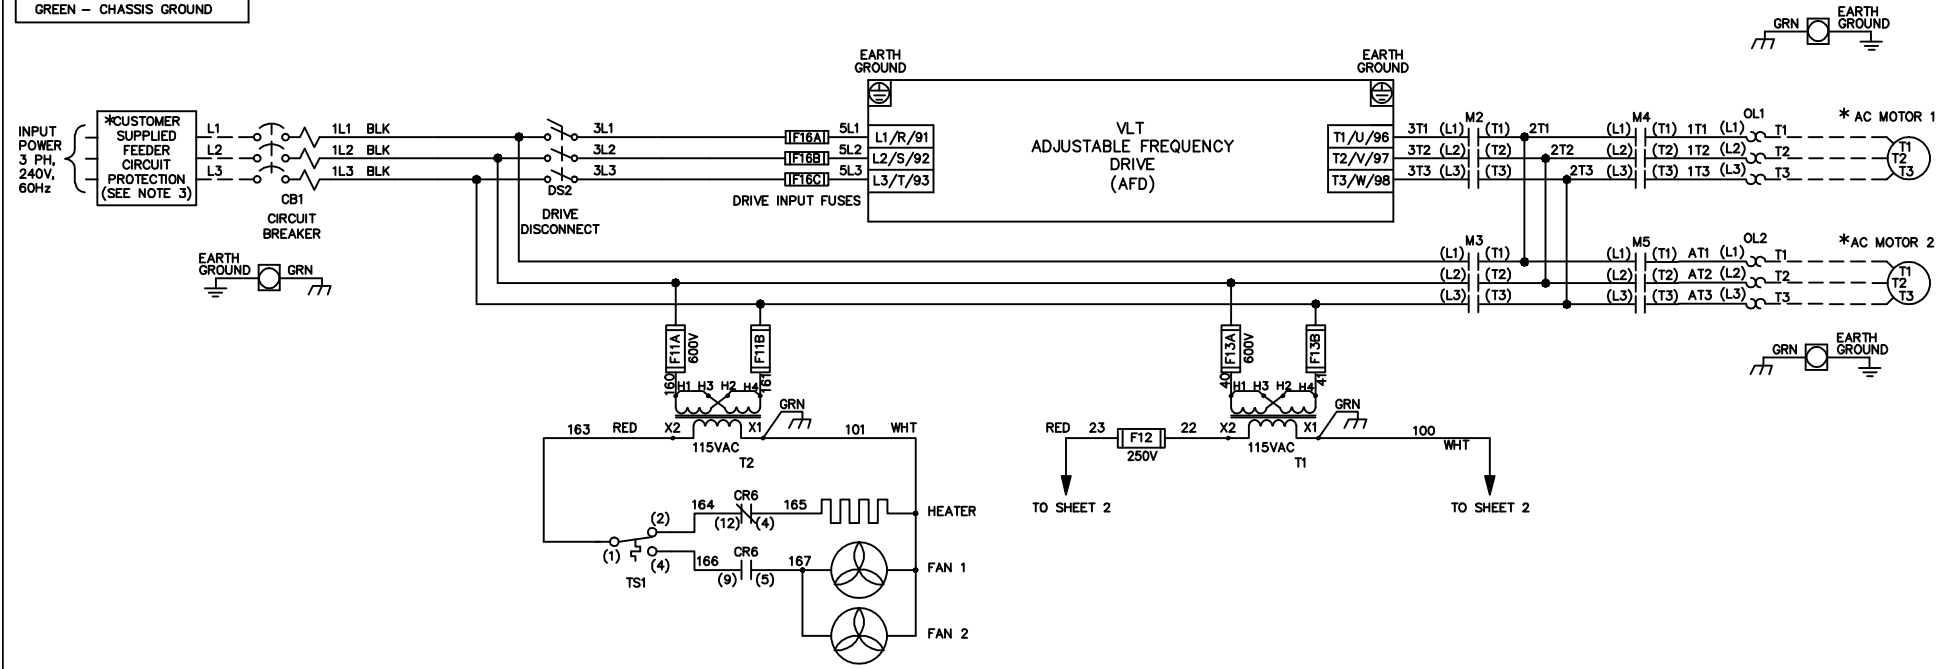 GREEN – CHASSIS GROUND
GRN
EARTH
GROUND
EARTH
GROUND
EARTH
GROUND
INPUT
POWER
3 PH,
240V,
60Hz
*CUSTOMER
SUPPLIED
FEEDER
CIRCUIT
PROTECTION
(SEE NOTE 3)
L1
L2
L3
CB1
CIRCUIT
BREAKER
1L1 BLK
1L2 BLK
1L3 BLK
DS2
DRIVE
DISCONNECT
3L1
3L2
3L3
F16A
F16B
F16C
DRIVE INPUT FUSES
5L1
5L2
5L3
L1/R/91
L2/S/92
L3/T/93
VLT
ADJUSTABLE FREQUENCY
DRIVE
(AFD)
T1/U/96
T2/V/97
T3/W/98
M2
3T1 (L1) (T1) 2T1
3T2 (L2) (T2) 2T2
3T3 (L3) (T3) 2T3
M4
(L1) (T1) 1T1 (L1)
(L2) (T2) 1T2 (L2)
(L3) (T3) 1T3 (L3)
OL1
T1
T2
T3
* AC MOTOR 1
T1
T2
T3
EARTH
GROUND
GRN
M3
(L1) (T1)
(L2) (T2)
(L3) (T3)
M5
(L1) (T1) AT1 (L1)
(L2) (T2) AT2 (L2)
(L3) (T3) AT3 (L3)
OL2
T1
T2
T3
*AC MOTOR 2
T1
T2
T3
GRN
EARTH
GROUND
F11A
600V
F11B
160
161
H1 H3 H2 H4
GRN
163 RED X2 X1 101 WHT
115VAC
T2
F13A
600V
F13B
40
41
H1 H3 H2 H4
GRN
RED 23 F12 22 X2 X1 100
WHT
250V
115VAC
T1
TO SHEET 2
TO SHEET 2
164 CR6 165
(12) (4)
HEATER
(2)
(1)
(4)
TS1
166 CR6 167
(9) (5)
FAN 1
FAN 2